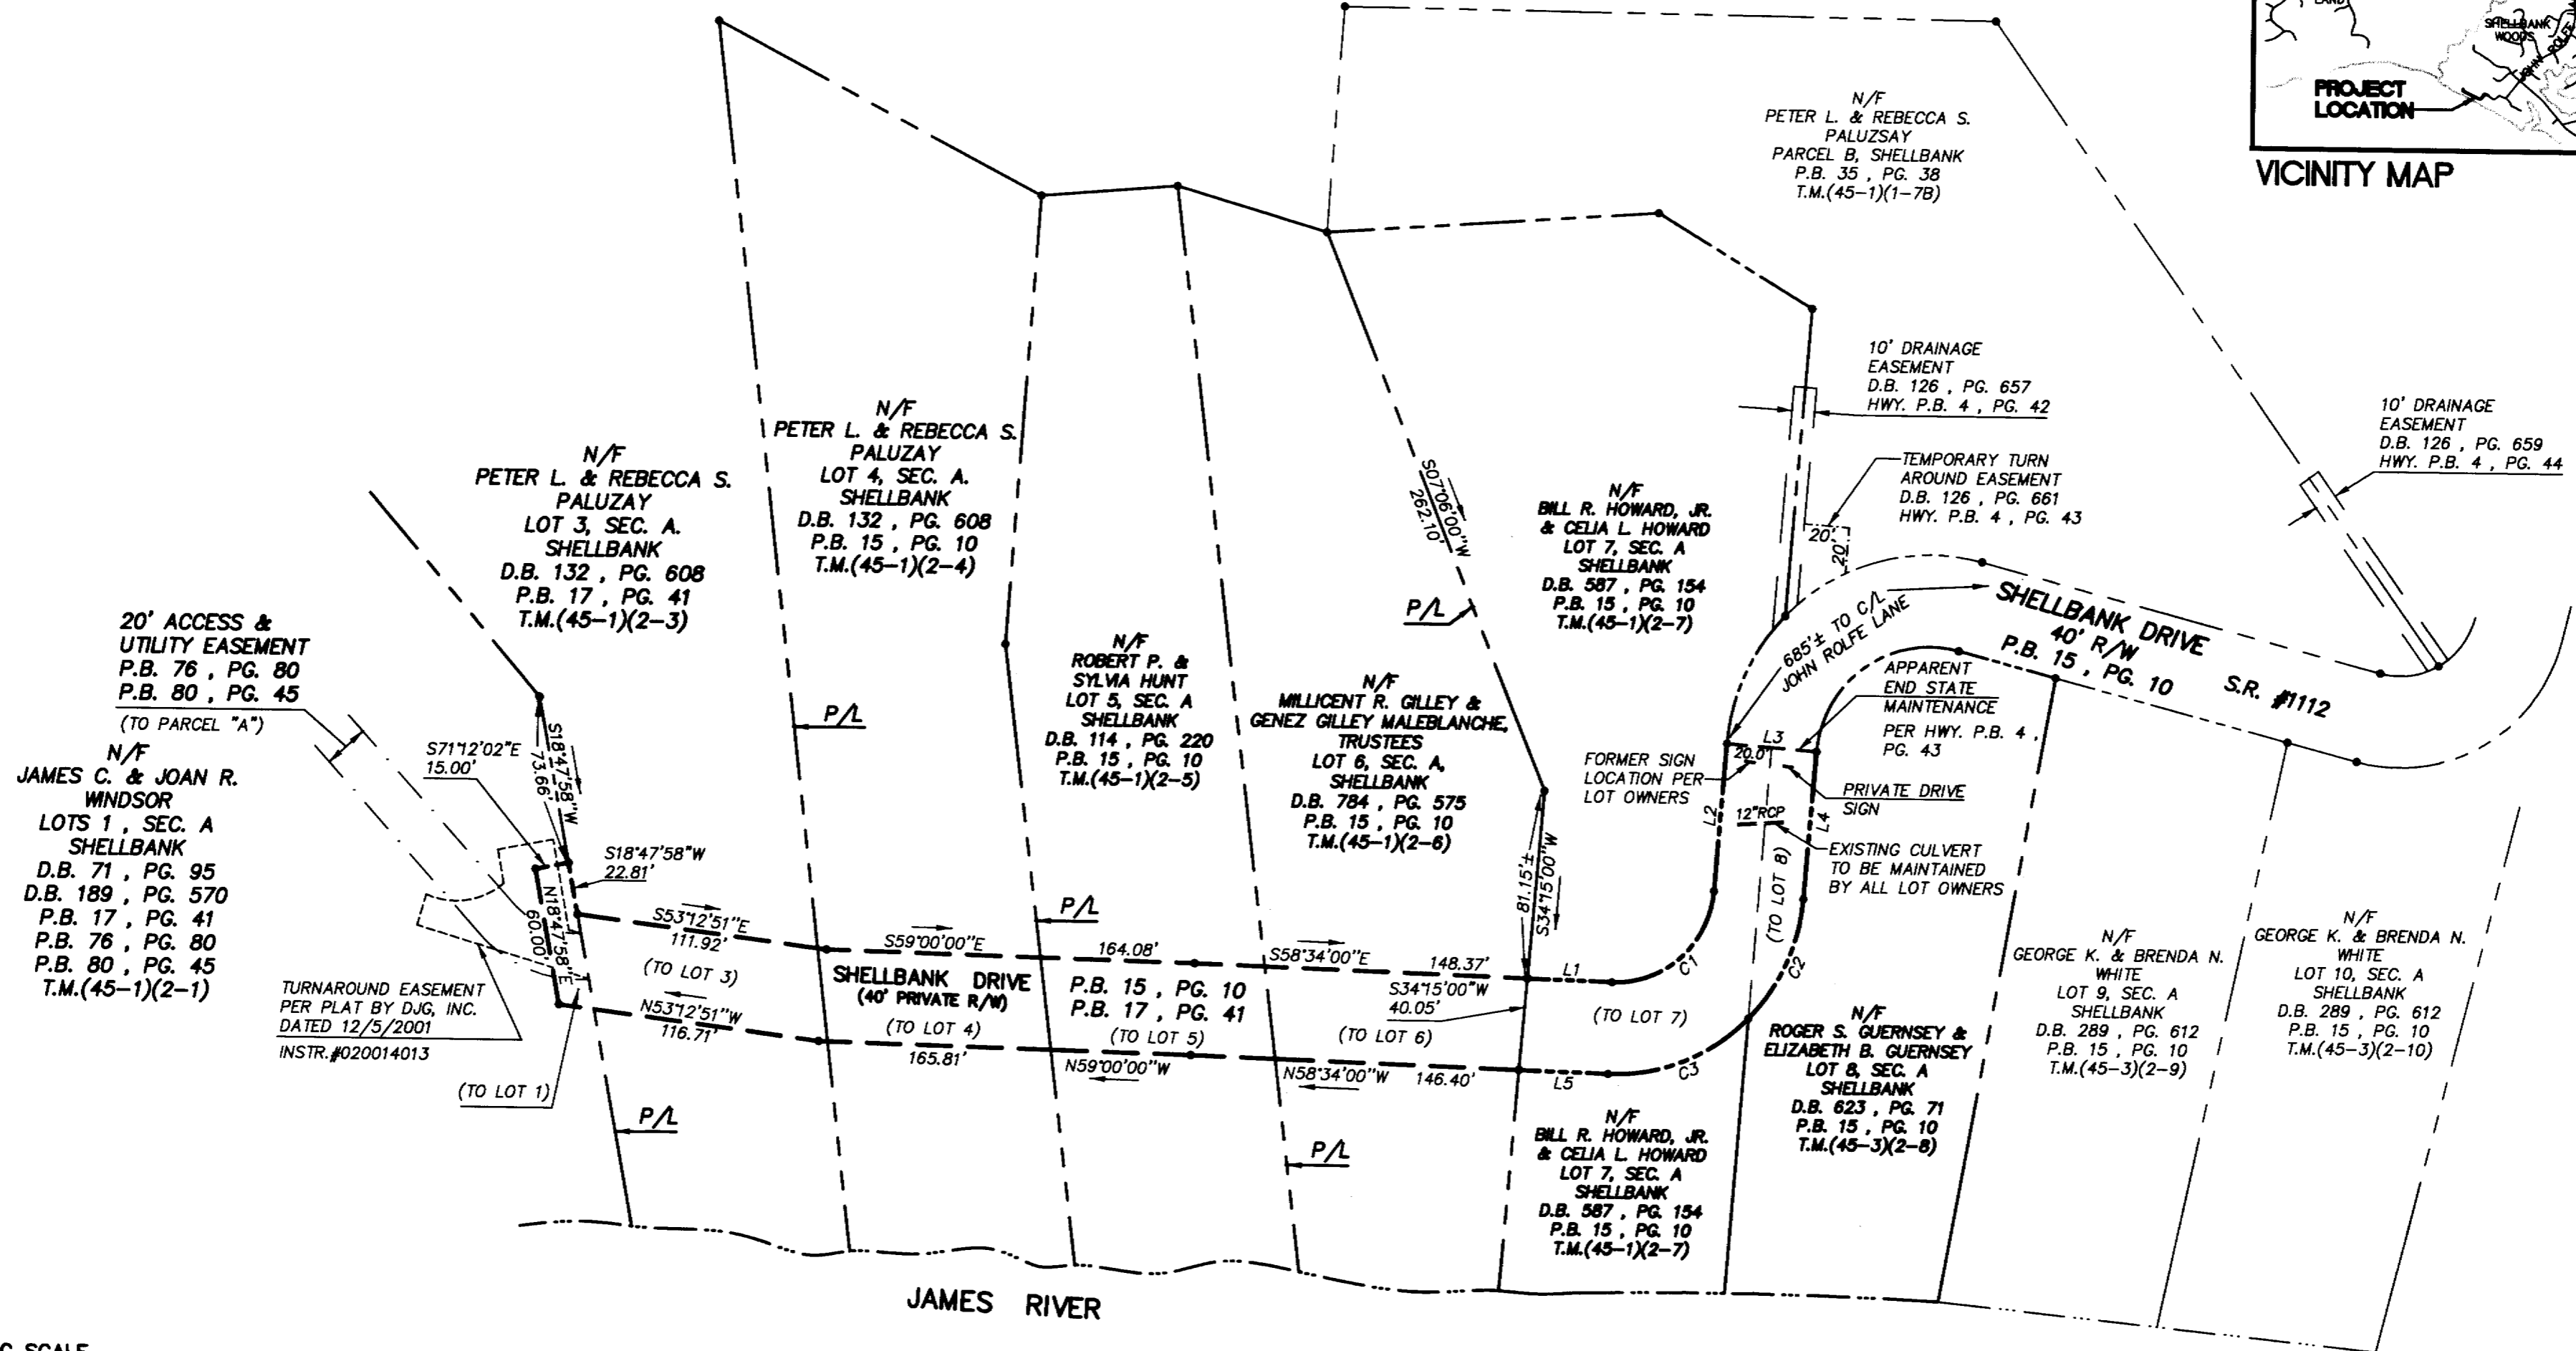 LAND
SHELLBANK
WOODS
JOHN ROLFE
PROJECT
LOCATION
VICINITY MAP
N/F
PETER L. & REBECCA S.
PALUZSAY
PARCEL B, SHELLBANK
P.B. 35 , PG. 38
T.M.(45-1)(1-7B)
10' DRAINAGE
EASEMENT
D.B. 126 , PG. 657
HWY. P.B. 4 , PG. 42
10' DRAINAGE
EASEMENT
D.B. 126 , PG. 659
HWY. P.B. 4 , PG. 44
TEMPORARY TURN
AROUND EASEMENT
D.B. 126 , PG. 661
HWY. P.B. 4 , PG. 43
20'
20'
N/F
PETER L. & REBECCA S.
PALUZAY
LOT 3, SEC. A.
SHELLBANK
D.B. 132 , PG. 608
P.B. 17 , PG. 41
T.M.(45-1)(2-3)
N/F
PETER L. & REBECCA S.
PALUZAY
LOT 4, SEC. A.
SHELLBANK
D.B. 132 , PG. 608
P.B. 15 , PG. 10
T.M.(45-1)(2-4)
S07°06'00"W
262.10'
N/F
BILL R. HOWARD, JR.
& CELIA L. HOWARD
LOT 7, SEC. A
SHELLBANK
D.B. 587 , PG. 154
P.B. 15 , PG. 10
T.M.(45-1)(2-7)
P/L
20' ACCESS &
UTILITY EASEMENT
P.B. 76 , PG. 80
P.B. 80 , PG. 45
(TO PARCEL "A")
N/F
JAMES C. & JOAN R.
WINDSOR
LOTS 1 , SEC. A
SHELLBANK
D.B. 71 , PG. 95
D.B. 189 , PG. 570
P.B. 17 , PG. 41
P.B. 76 , PG. 80
P.B. 80 , PG. 45
T.M.(45-1)(2-1)
S71°12'02"E
15.00'
S18°47'58"W
73.66'
S18°47'58"W
22.81'
N18°47'58"E
60.00'
TURNAROUND EASEMENT
PER PLAT BY DJG, INC.
DATED 12/5/2001
INSTR.#020014013
(TO LOT 1)
P/L
P/L
N/F
ROBERT P. &
SYLVIA HUNT
LOT 5, SEC. A
SHELLBANK
D.B. 114 , PG. 220
P.B. 15 , PG. 10
T.M.(45-1)(2-5)
P/L
N/F
MILLICENT R. GILLEY &
GENEZ GILLEY MALEBLANCHE,
TRUSTEES
LOT 6, SEC. A,
SHELLBANK
D.B. 784 , PG. 575
P.B. 15 , PG. 10
T.M.(45-1)(2-6)
81.15'±
S34°15'00"W
685'± TO C/L
JOHN ROLFE LANE
SHELLBANK DRIVE
40' R/W
P.B. 15 , PG. 10
S.R. #1112
APPARENT
END STATE
MAINTENANCE
PER HWY. P.B. 4 ,
PG. 43
FORMER SIGN
LOCATION PER
LOT OWNERS
L3
20.0'
PRIVATE DRIVE
SIGN
L2
12"RCP
L4
EXISTING CULVERT
TO BE MAINTAINED
BY ALL LOT OWNERS
(TO LOT 8)
S53°12'51"E
111.92'
(TO LOT 3)
N53°12'51"W
116.71'
S59°00'00"E
164.08'
SHELLBANK DRIVE
(40' PRIVATE R/W)
P.B. 15 , PG. 10
P.B. 17 , PG. 41
(TO LOT 4)
(TO LOT 5)
165.81'
N59°00'00"W
S58°34'00"E
148.37'
S34°15'00"W
40.05'
(TO LOT 6)
N58°34'00"W
146.40'
L1
C1
C2
(TO LOT 7)
L5
C3
P/L
N/F
BILL R. HOWARD, JR.
& CELIA L. HOWARD
LOT 7, SEC. A
SHELLBANK
D.B. 587 , PG. 154
P.B. 15 , PG. 10
T.M.(45-1)(2-7)
N/F
ROGER S. GUERNSEY &
ELIZABETH B. GUERNSEY
LOT 8, SEC. A
SHELLBANK
D.B. 623 , PG. 71
P.B. 15 , PG. 10
T.M.(45-3)(2-8)
N/F
GEORGE K. & BRENDA N.
WHITE
LOT 9, SEC. A
SHELLBANK
D.B. 289 , PG. 612
P.B. 15 , PG. 10
T.M.(45-3)(2-9)
N/F
GEORGE K. & BRENDA N.
WHITE
LOT 10, SEC. A
SHELLBANK
D.B. 289 , PG. 612
P.B. 15 , PG. 10
T.M.(45-3)(2-10)
JAMES RIVER
SCALE